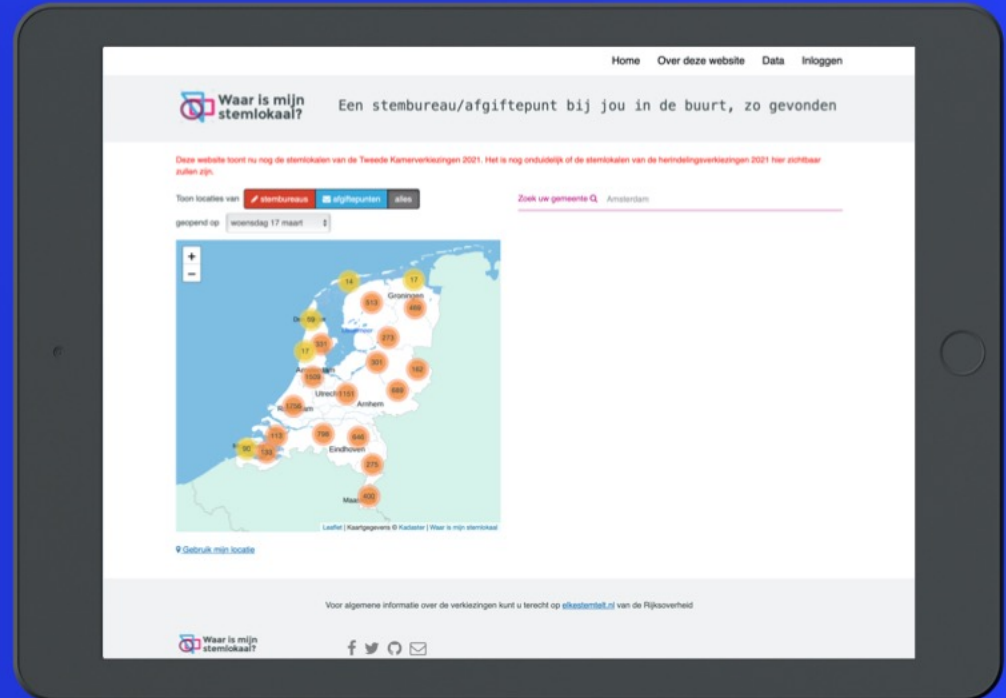 Home Over deze website Data Inloggen
Waar is mijn
stemlokaal?
Een stembureau/afgiftepunt bij jou in de buurt, zo gevonden
Deze website toont nu nog de stemlokalen van de Tweede Kamerverkiezingen 2021. Het is nog onduidelijk of de stemlokalen van de herindelingsverkiezingen 2021 hier zichtbaar
zullen zijn.
Toon locaties van stembureaus afgiftepunten alles
Zoek uw gemeente Amsterdam
geopend op woensdag 17 maart
+
−
14
17
513
Groningen
469
59
273
17
331
301
162
1509
Utrech 1151
Arnhem
1756
113
798
646
90
133
Eindhoven
275
Maa 400
Leaflet | Kaartgegevens © Kadaster | Waar is mijn stemlokaal
Gebruik mijn locatie
Voor algemene informatie over de verkiezingen kunt u terecht op elkestemtelt.nl van de Rijksoverheid
Waar is mijn
stemlokaal?